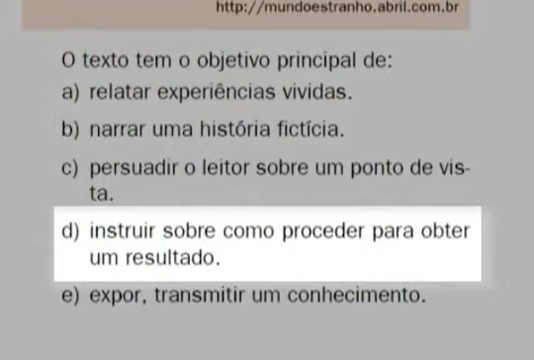 http://mundoestranho.abril.com.br
O texto tem o objetivo principal de:
a) relatar experiências vividas.
b) narrar uma história fictícia.
c) persuadir o leitor sobre um ponto de vis-
ta.
d) instruir sobre como proceder para obter
um resultado.
e) expor, transmitir um conhecimento.